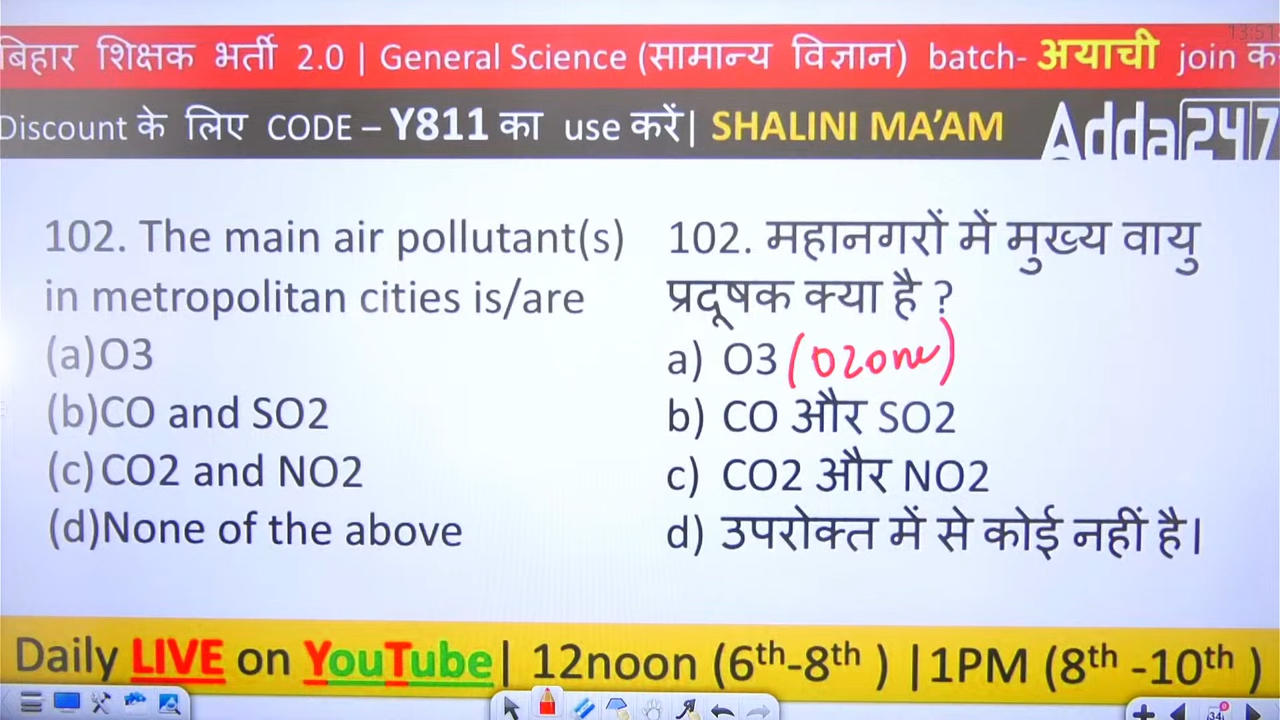 13:51
बिहार शिक्षक भर्ती 2.0 | General Science (सामान्य विज्ञान) batch- अयाची join क
Discount के लिए CODE – Y811 का use करें| SHALINI MA’AM Adda247
102. The main air pollutant(s)
in metropolitan cities is/are
(a)O3
(b)CO and SO2
(c)CO2 and NO2
(d)None of the above
102. महानगरों में मुख्य वायु
प्रदूषक क्या है ?
a) O3 (Ozone)
b) CO और SO2
c) CO2 और NO2
d) उपरोक्त में से कोई नहीं है।
Daily LIVE on YouTube| 12noon (6th-8th ) |1PM (8th -10th )
34